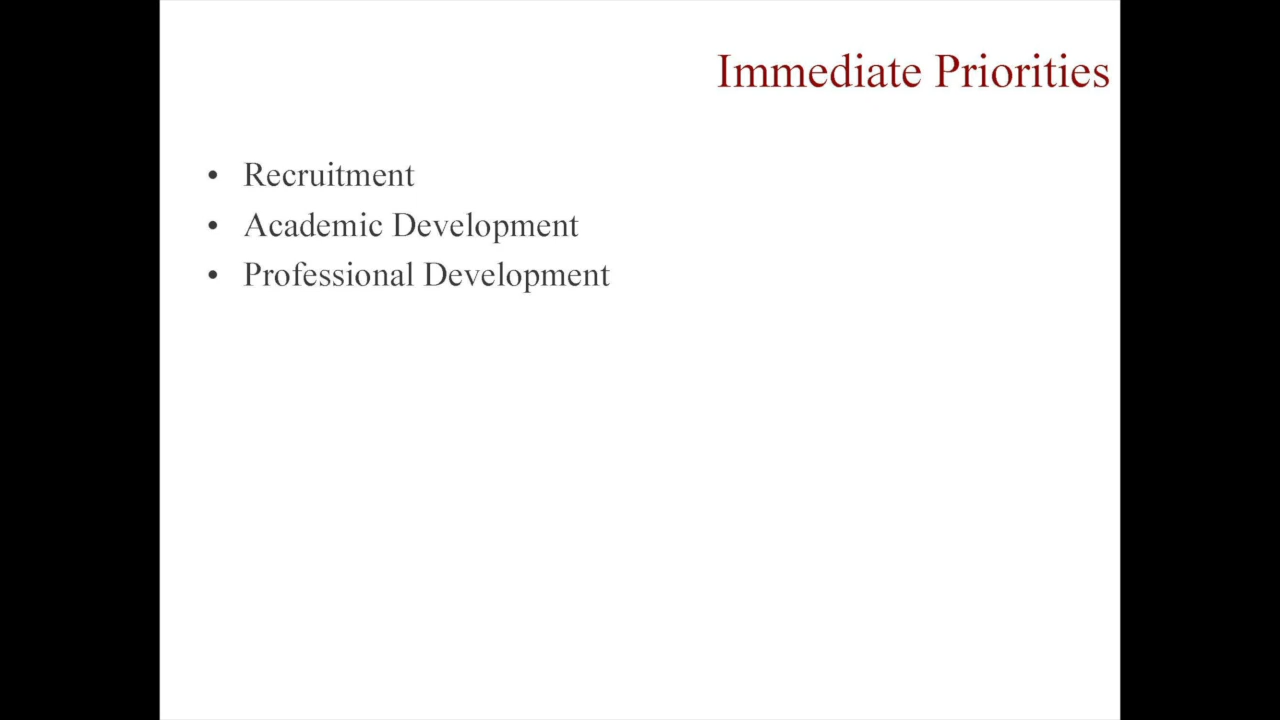 Immediate Priorities
• Recruitment
• Academic Development
• Professional Development